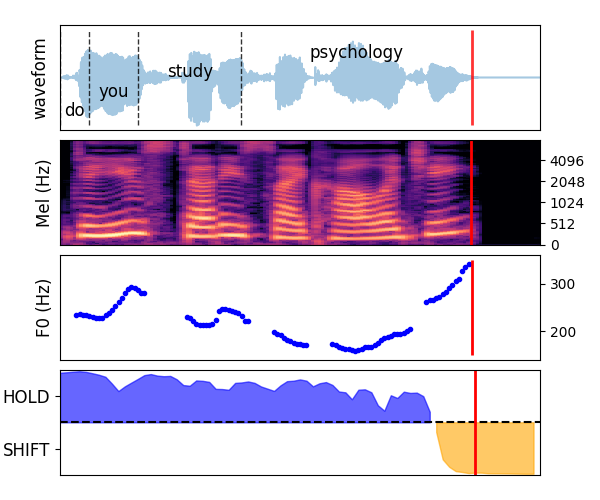 waveform
do
you
study
psychology
Mel (Hz)
4096
2048
1024
512
0
F0 (Hz)
300
200
HOLD
SHIFT